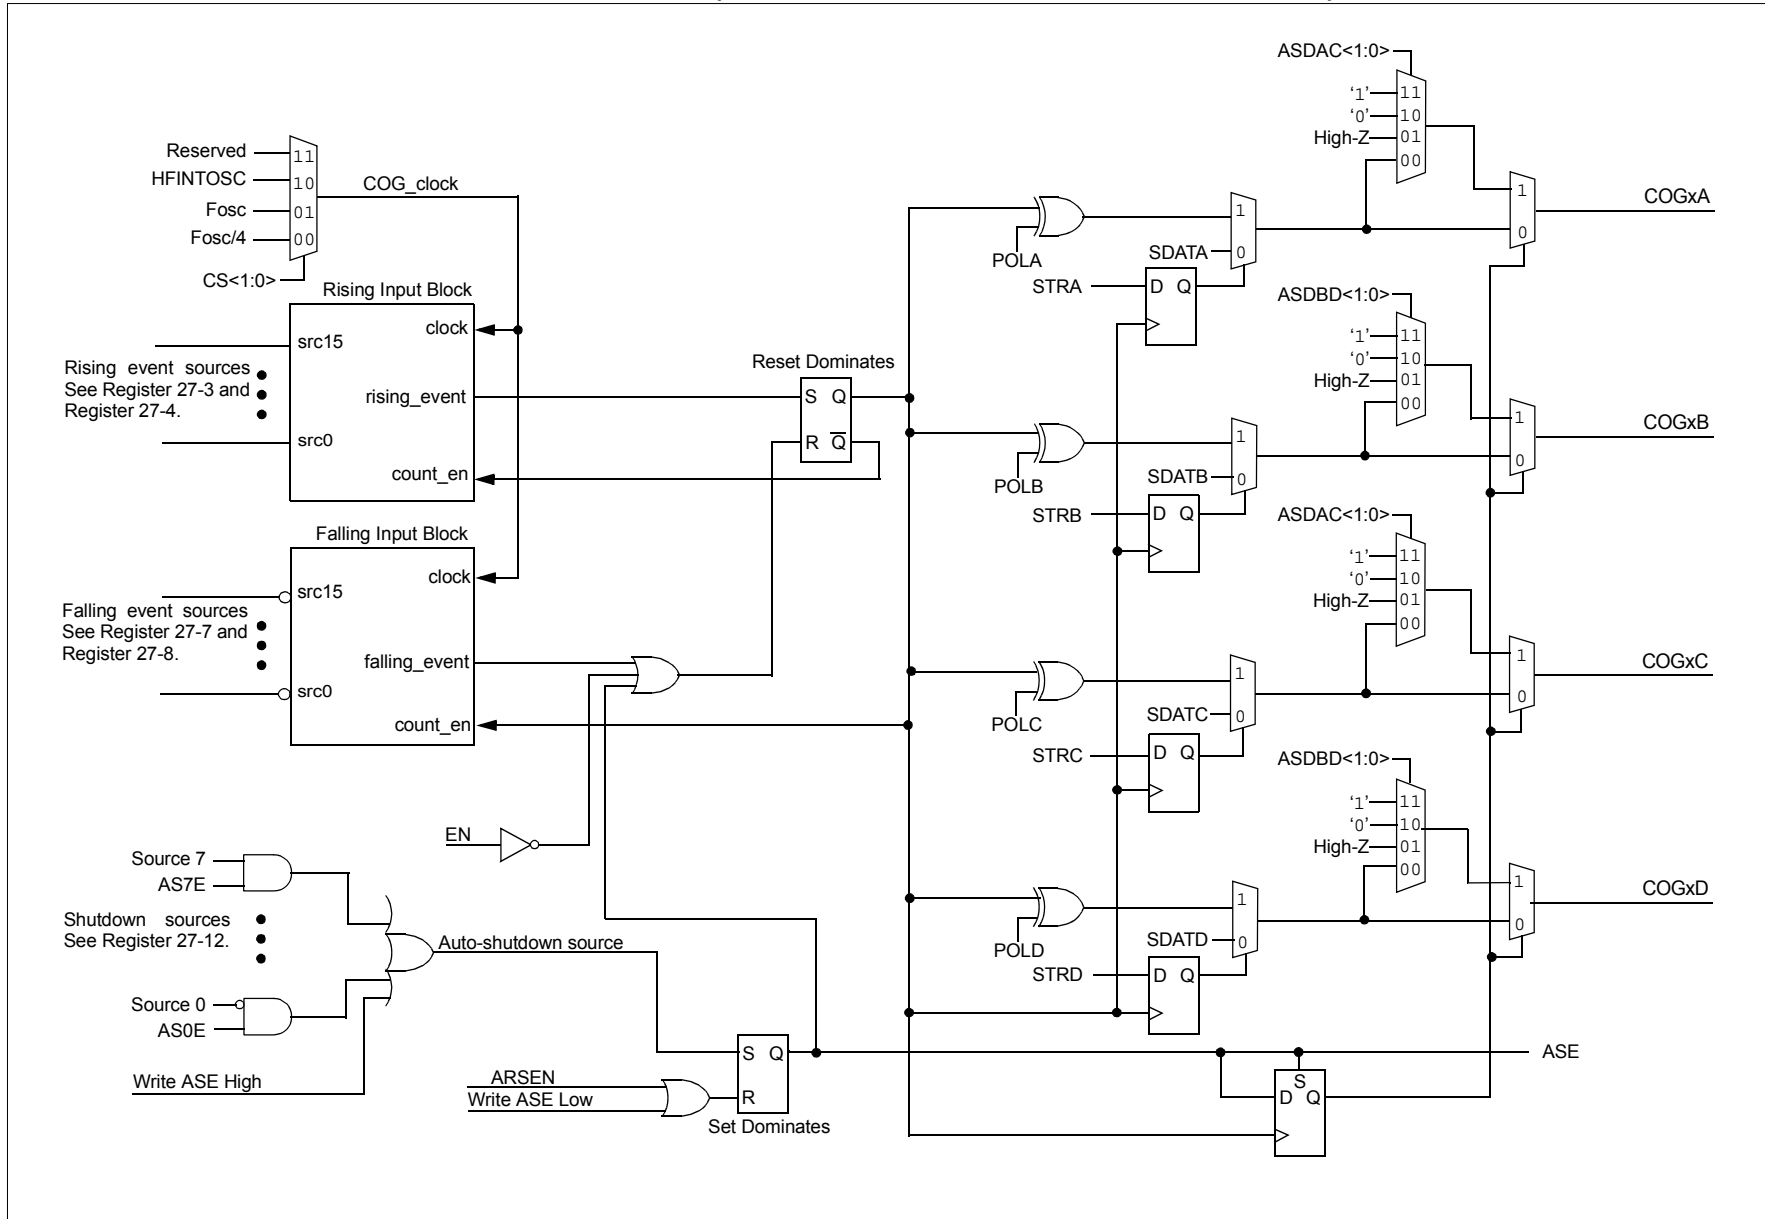 Reserved
HFINTOSC
Fosc
Fosc/4
11
10
01
00
CS<1:0>
COG_clock
Rising Input Block
clock
src15
rising_event
src0
count_en
Rising event sources
See Register 27-3 and
Register 27-4.
Falling Input Block
clock
src15
falling_event
src0
count_en
Falling event sources
See Register 27-7 and
Register 27-8.
Reset Dominates
S Q
R Q
EN
Source 7
AS7E
Shutdown sources
See Register 27-12.
Source 0
AS0E
Write ASE High
Auto-shutdown source
ARSEN
Write ASE Low
S Q
R
Set Dominates
ASDAC<1:0>
'1'
'0'
High-Z
11
10
01
00
POLA
SDATA
1
0
STRA
D Q
1
0
COGxA
ASDBD<1:0>
'1'
'0'
High-Z
11
10
01
00
POLB
SDATB
1
0
STRB
D Q
1
0
COGxB
ASDAC<1:0>
'1'
'0'
High-Z
11
10
01
00
POLC
SDATC
1
0
STRC
D Q
1
0
COGxC
ASDBD<1:0>
'1'
'0'
High-Z
11
10
01
00
POLD
SDATD
1
0
STRD
D Q
1
0
COGxD
ASE
S
D Q